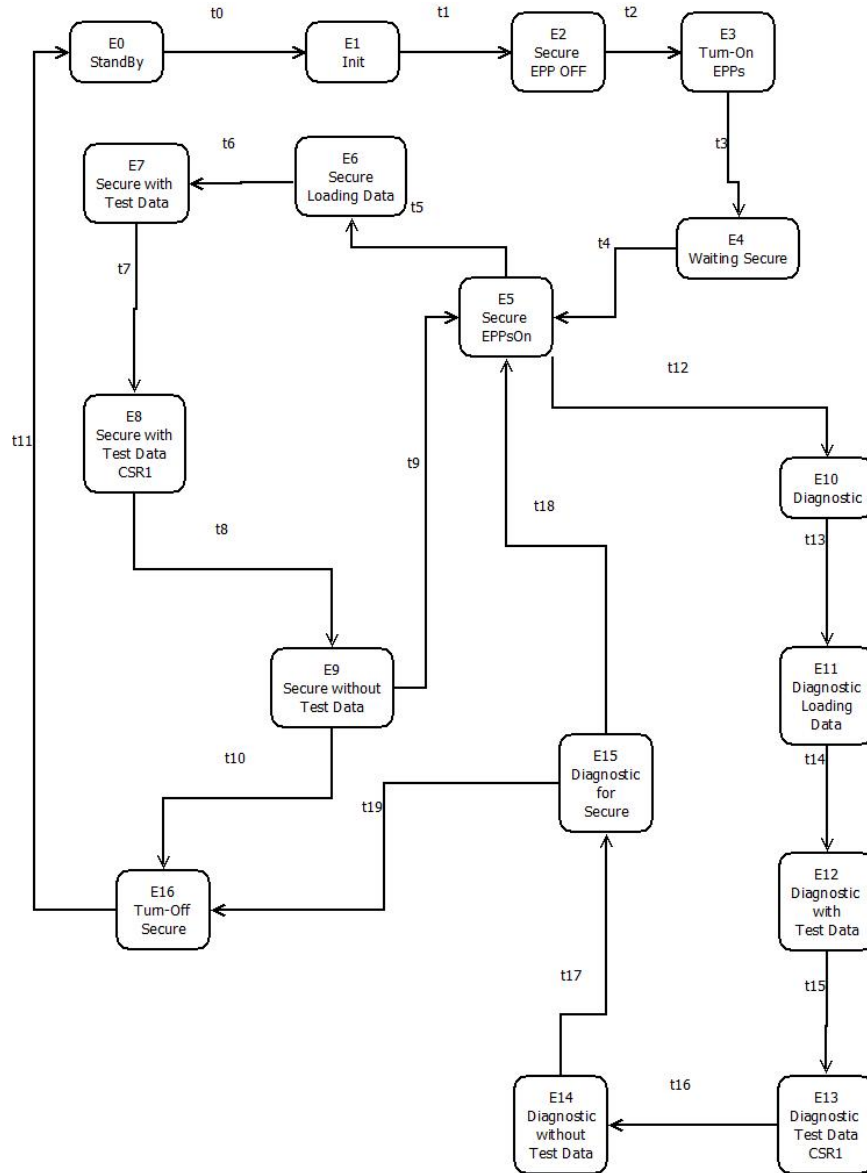 t0
t1
t2
E0
StandBy
E1
Init
E2
Secure
EPP OFF
E3
Turn-On
EPPs
t3
t6
E7
Secure with
Test Data
E6
Secure
Loading Data
t5
t4
E4
Waiting Secure
t7
E5
Secure
EPPsOn
t12
E8
Secure with
Test Data
CSR1
t11
t9
E10
Diagnostic
t8
t18
t13
E9
Secure without
Test Data
E11
Diagnostic
Loading
Data
t10
t14
E15
Diagnostic
for
Secure
t19
E16
Turn-Off
Secure
E12
Diagnostic
with
Test Data
t17
t15
t16
E14
Diagnostic
without
Test Data
E13
Diagnostic
Test Data
CSR1